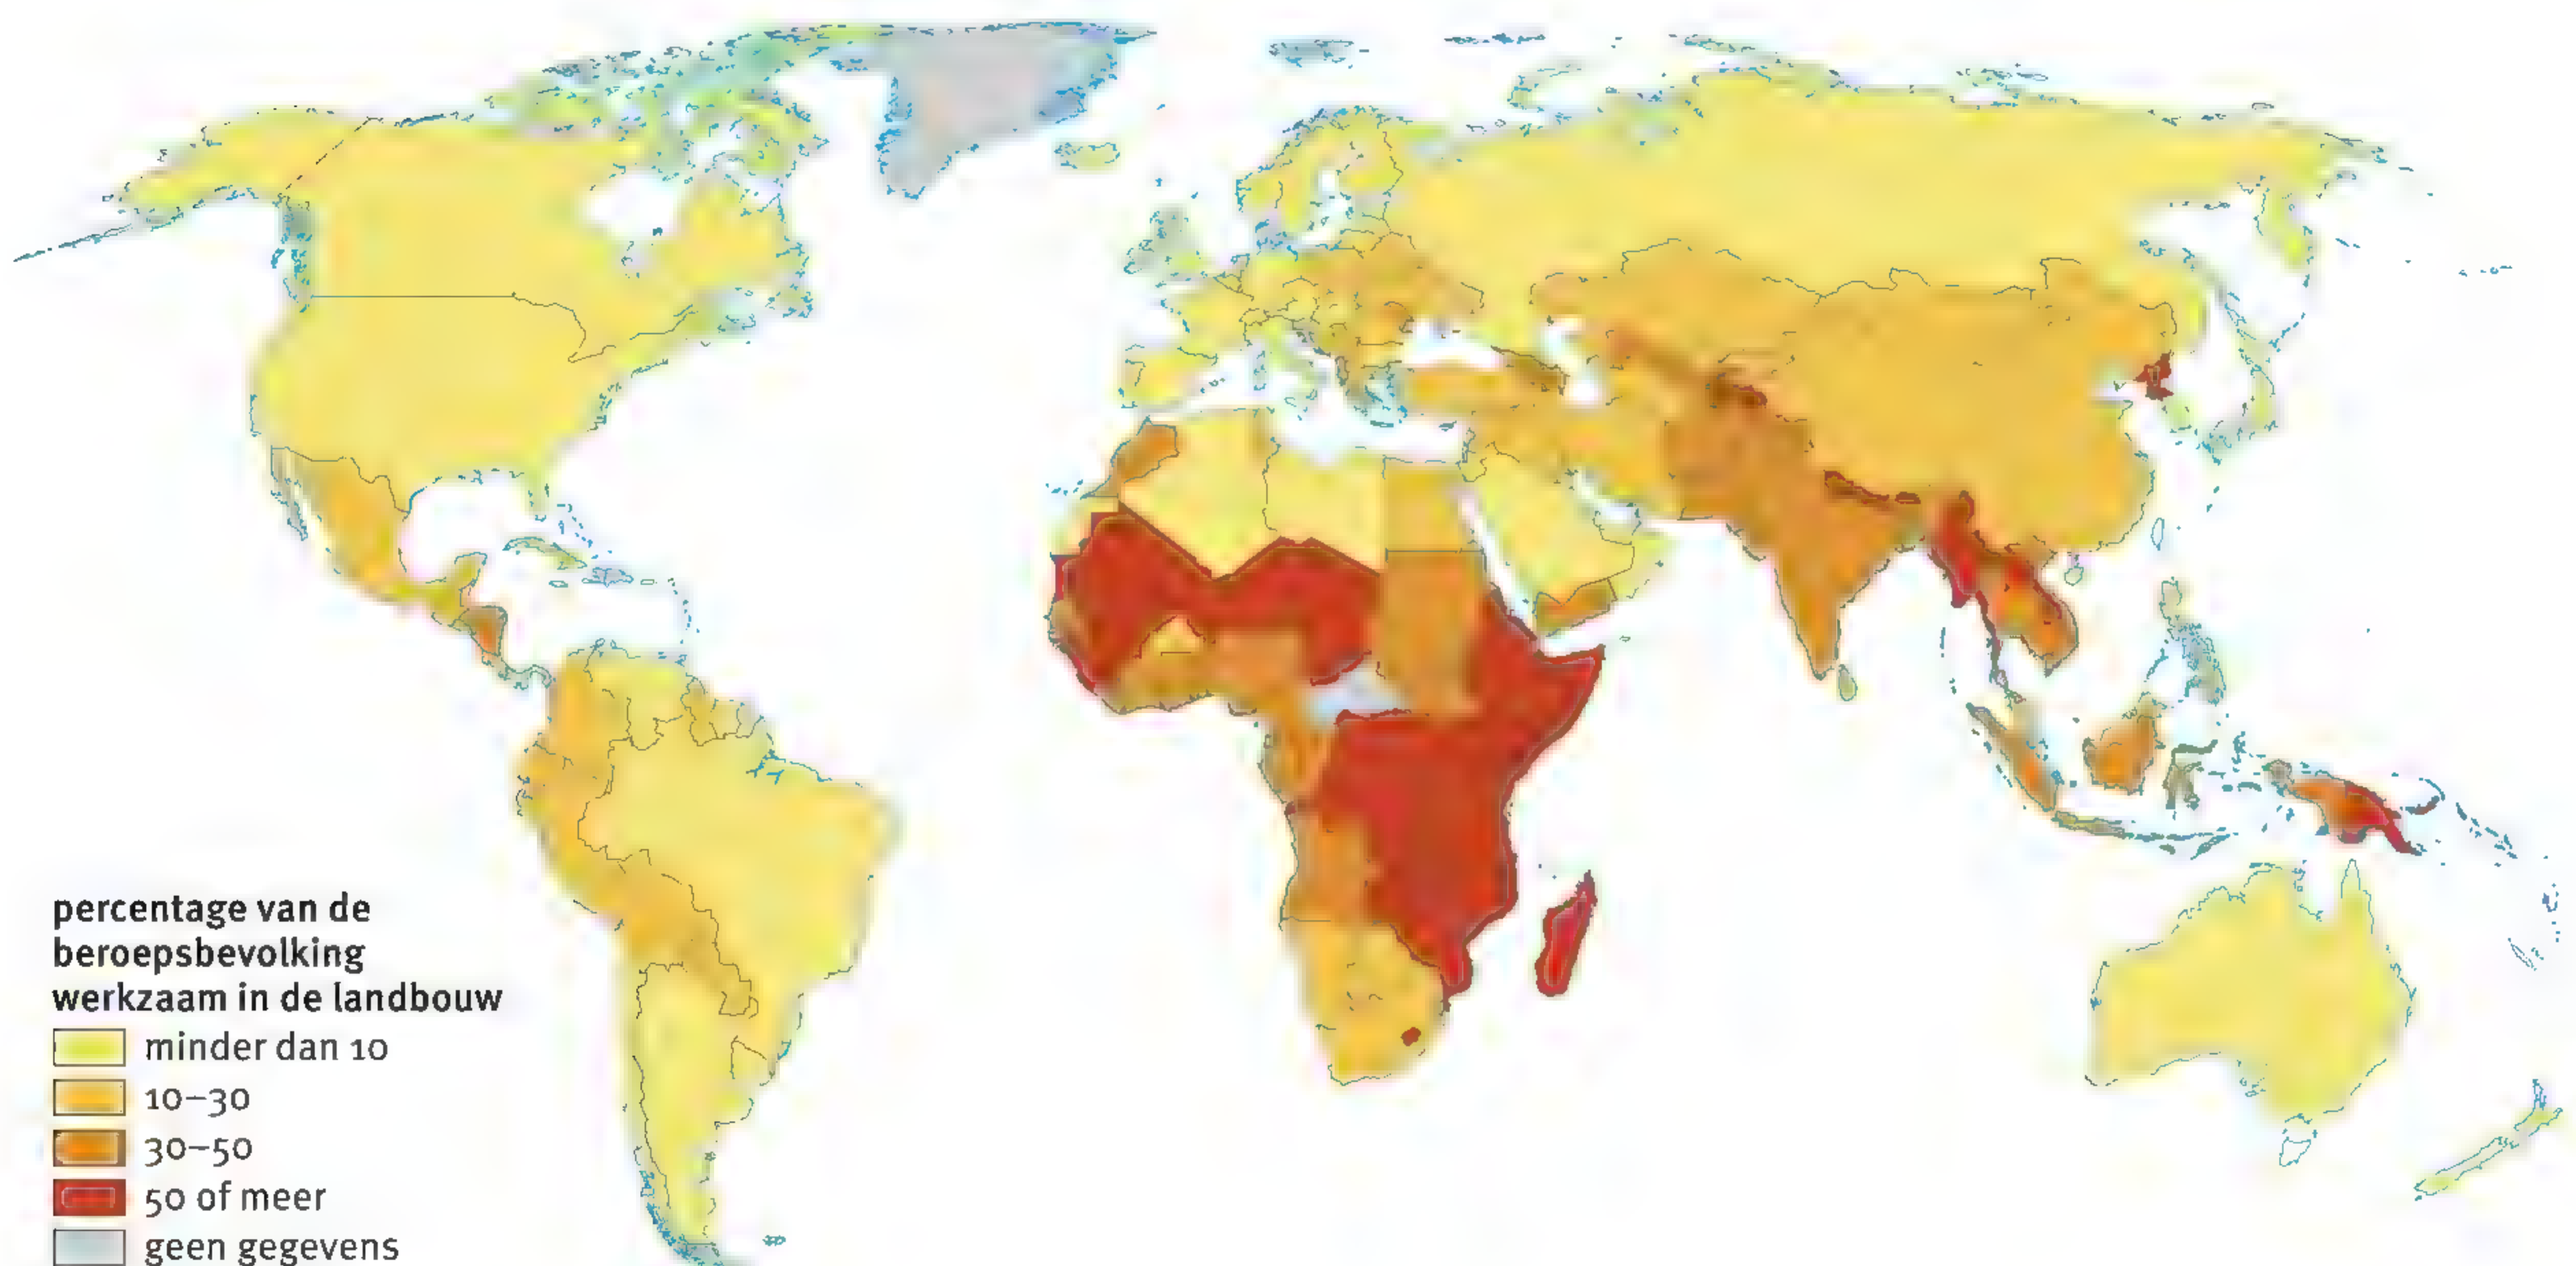 percentage van de
beroepsbevolking
werkzaam in de landbouw
minder dan 10
10–30
30–50
50 of meer
geen gegevens